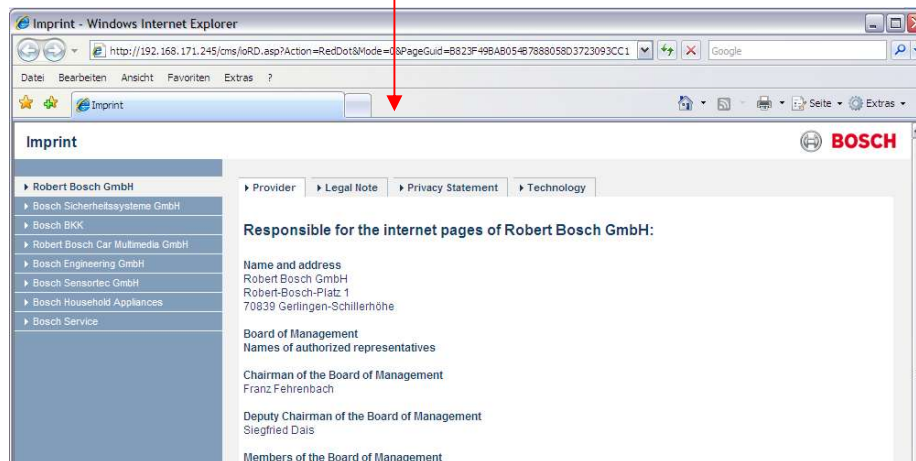 Imprint - Windows Internet Explorer
http://192.168.171.245/cms/ioRD.asp?Action=RedDot&Mode=0&PageGuid=B823F49BAB054B7888058D3723093CC1
Google
Datei Bearbeiten Ansicht Favoriten Extras ?
Imprint
Seite Extras
Imprint
BOSCH
Robert Bosch GmbH
Bosch Sicherheitssysteme GmbH
Bosch BKK
Robert Bosch Car Multimedia GmbH
Bosch Engineering GmbH
Bosch Sensortec GmbH
Bosch Household Appliances
Bosch Service
Provider Legal Note Privacy Statement Technology
Responsible for the internet pages of Robert Bosch GmbH:
Name and address
Robert Bosch GmbH
Robert-Bosch-Platz 1
70839 Gerlingen-Schillerhöhe
Board of Management
Names of authorized representatives
Chairman of the Board of Management
Franz Fehrenbach
Deputy Chairman of the Board of Management
Siegfried Dais
Members of the Board of Management